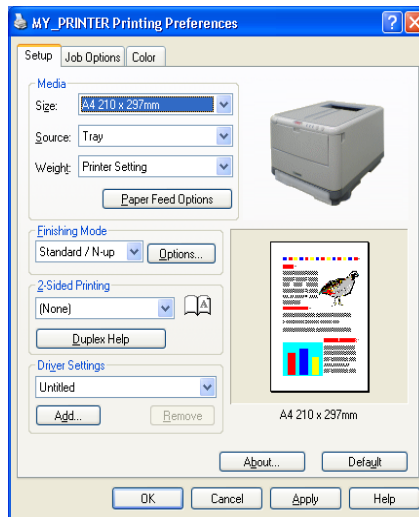 MY_PRINTER Printing Preferences
Setup
Job Options
Color
Media
Size:
A4 210 x 297mm
Source:
Tray
Weight:
Printer Setting
Paper Feed Options
Finishing Mode
Standard / N-up
Options...
2-Sided Printing
(None)
A
Duplex Help
Driver Settings
Untitled
Add...
Remove
A4 210 x 297mm
About...
Default
OK
Cancel
Apply
Help